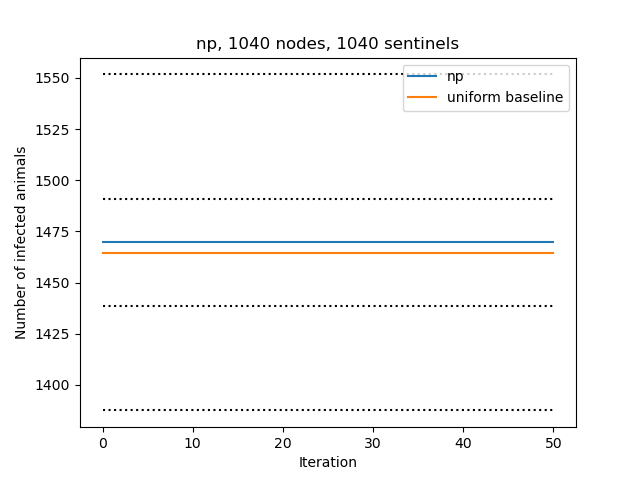 np, 1040 nodes, 1040 sentinels
np
uniform baseline
1550
1525
1500
1475
1450
1425
1400
Number of infected animals
0 10 20 30 40 50
Iteration